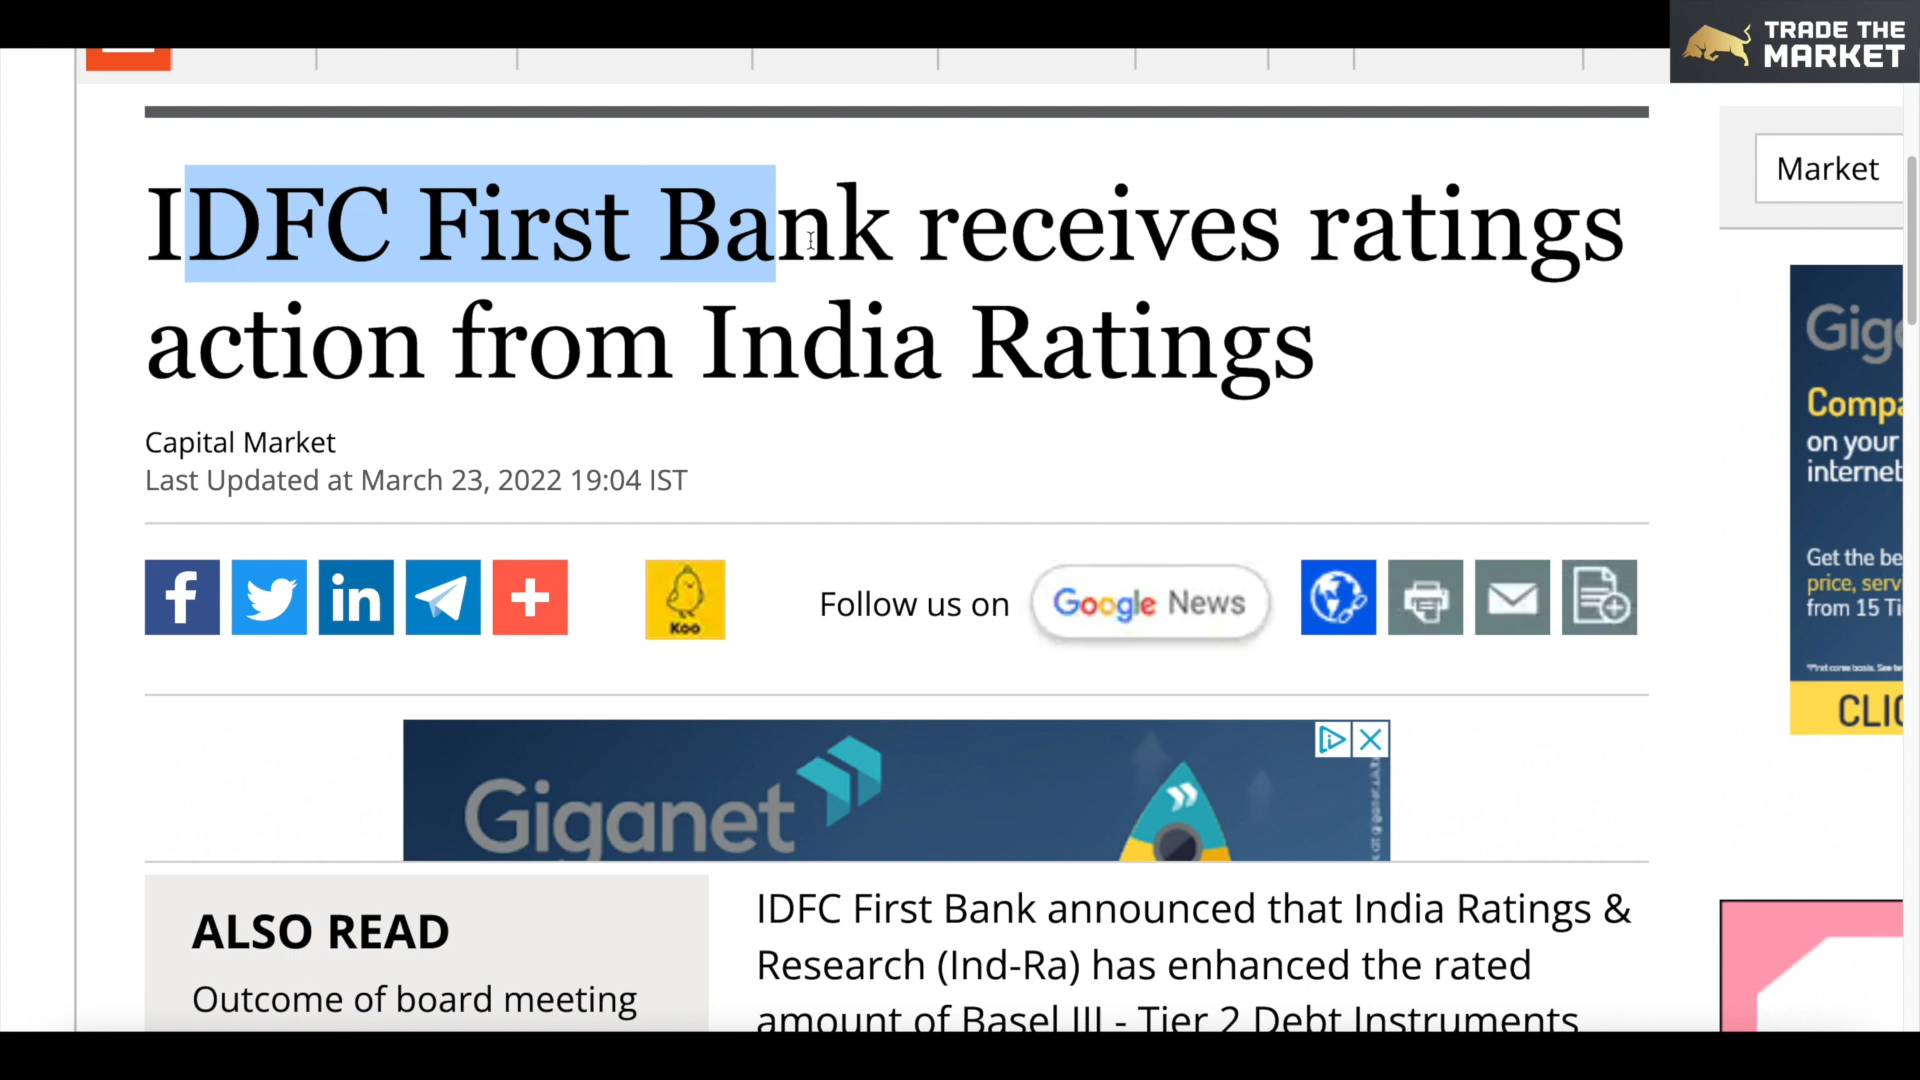 TRADE THE
MARKET
IDFC First Bank receives ratings
action from India Ratings
Market
Capital Market
Last Updated at March 23, 2022 19:04 IST
Koo
Follow us on
Google News
Giganet
Gig
Compa
on your
internet
Get the be
price, serv
from 15 Ti
CLIC
ALSO READ
Outcome of board meeting
IDFC First Bank announced that India Ratings &
Research (Ind-Ra) has enhanced the rated
amount of Basel III - Tier 2 Debt Instruments